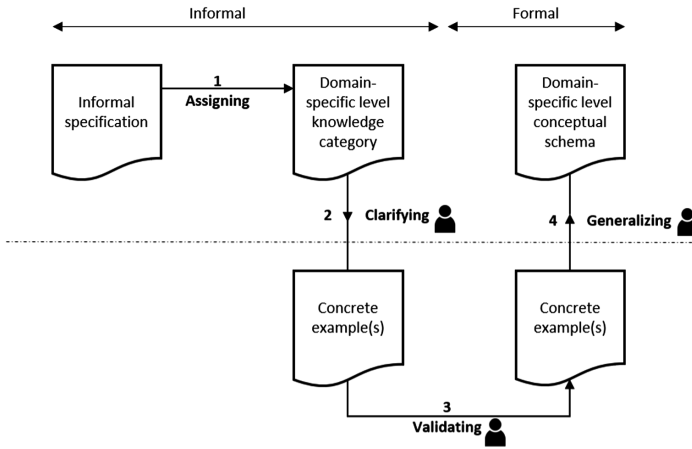 Informal
Formal
1
Assigning
Informal
specification
Domain-
specific level
knowledge
category
Domain-
specific level
conceptual
schema
2
Clarifying
4
Generalizing
Concrete
example(s)
Concrete
example(s)
3
Validating